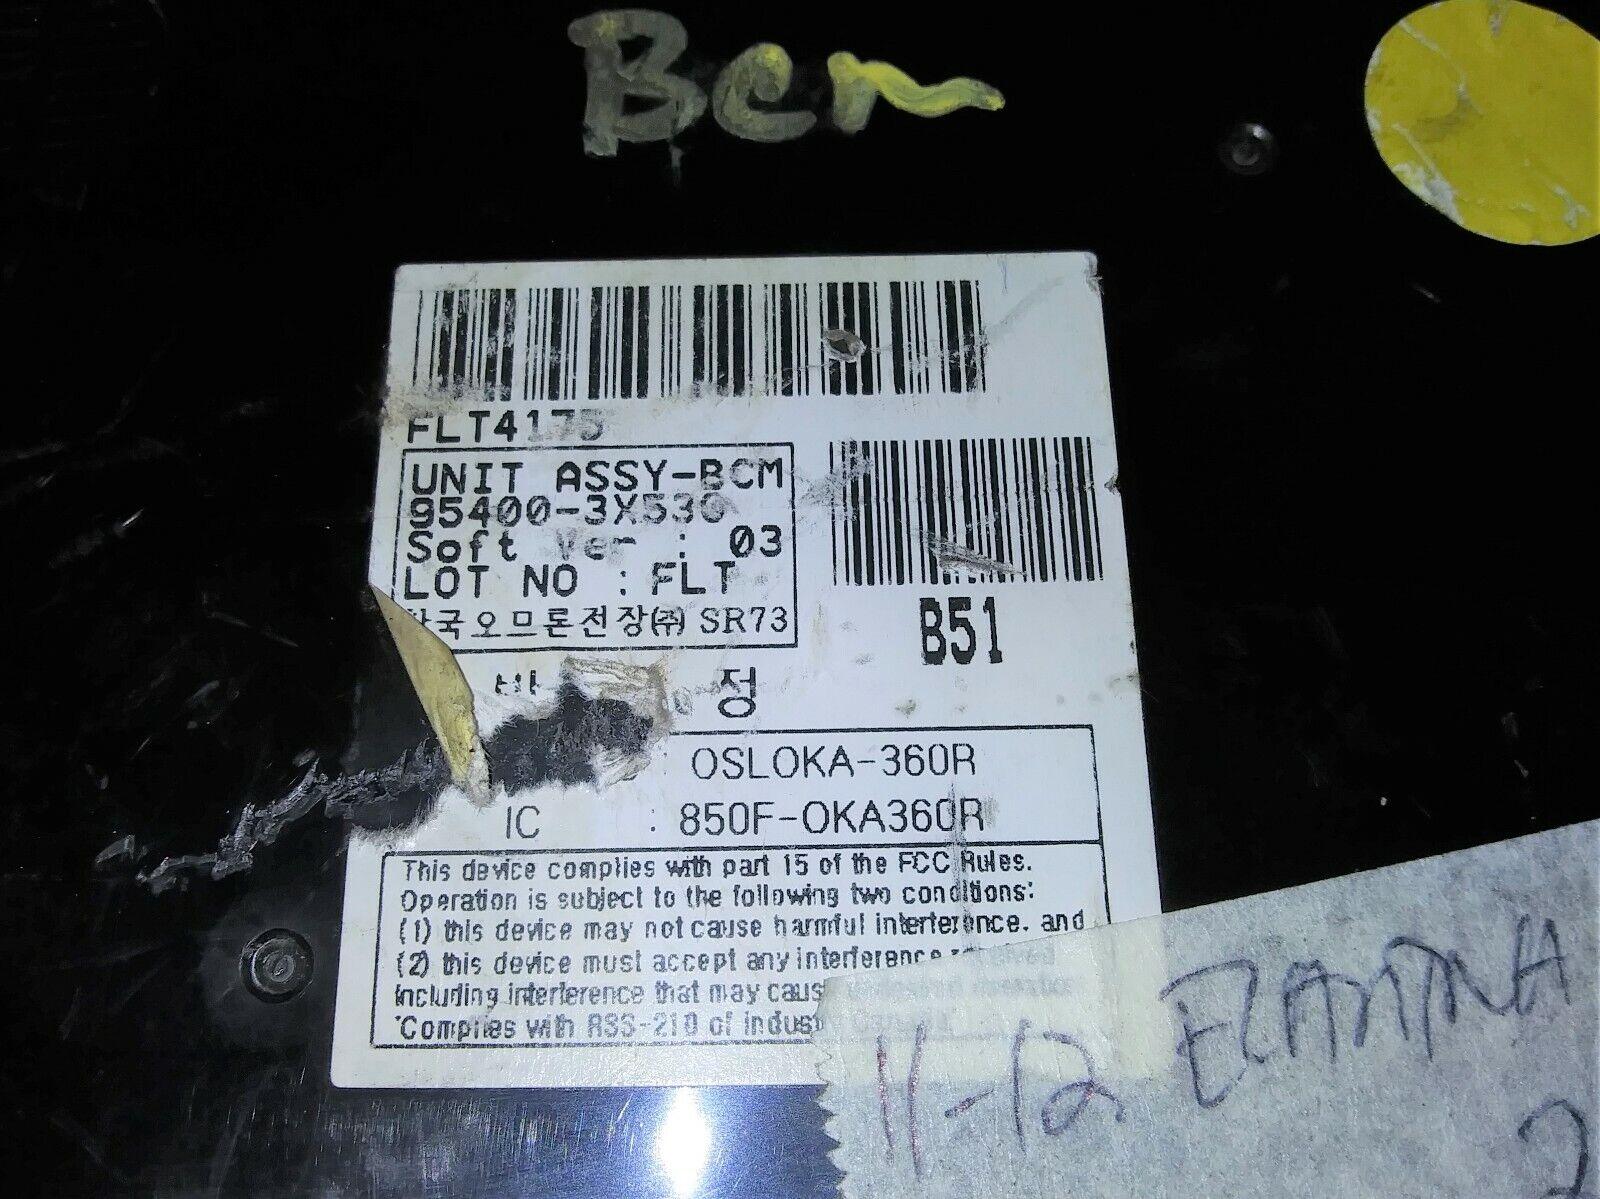 Bcm
FLT4175
UNIT ASSY-BCM
95400-3X530
Soft Ver : 03
LOT NO : FLT
한국오므론전장㈜ SR73
B51
정
: OSLOKA-360R
IC : 850F-OKA360R
This device complies with part 15 of the FCC Rules.
Operation is subject to the following two conditions:
(1) this device may not cause harmful interference, and
(2) this device must accept any interference received
including interference that may cause
*Complies with RSS-210 of industry
11-12 ELANTRA
2